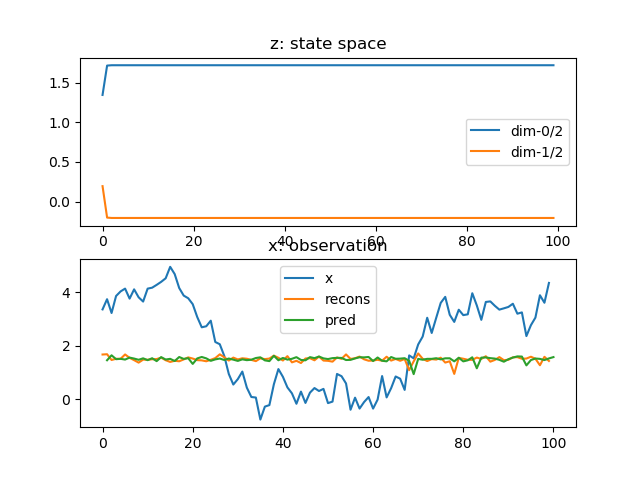 z: state space
1.5
1.0
0.5
0.0
dim-0/2
dim-1/2
0 20 40 60 80 100
x: observation
4
2
0
x
recons
pred
0 20 40 60 80 100